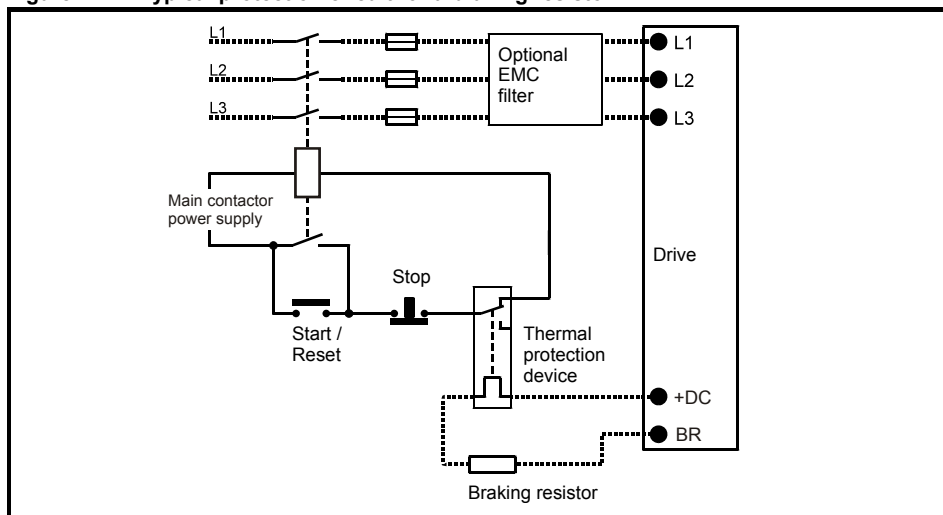 L1
Optional
EMC
filter
L1
L2
L2
L3
L3
Main contactor
power supply
Drive
Stop
Start /
Reset
Thermal
protection
device
+DC
BR
Braking resistor